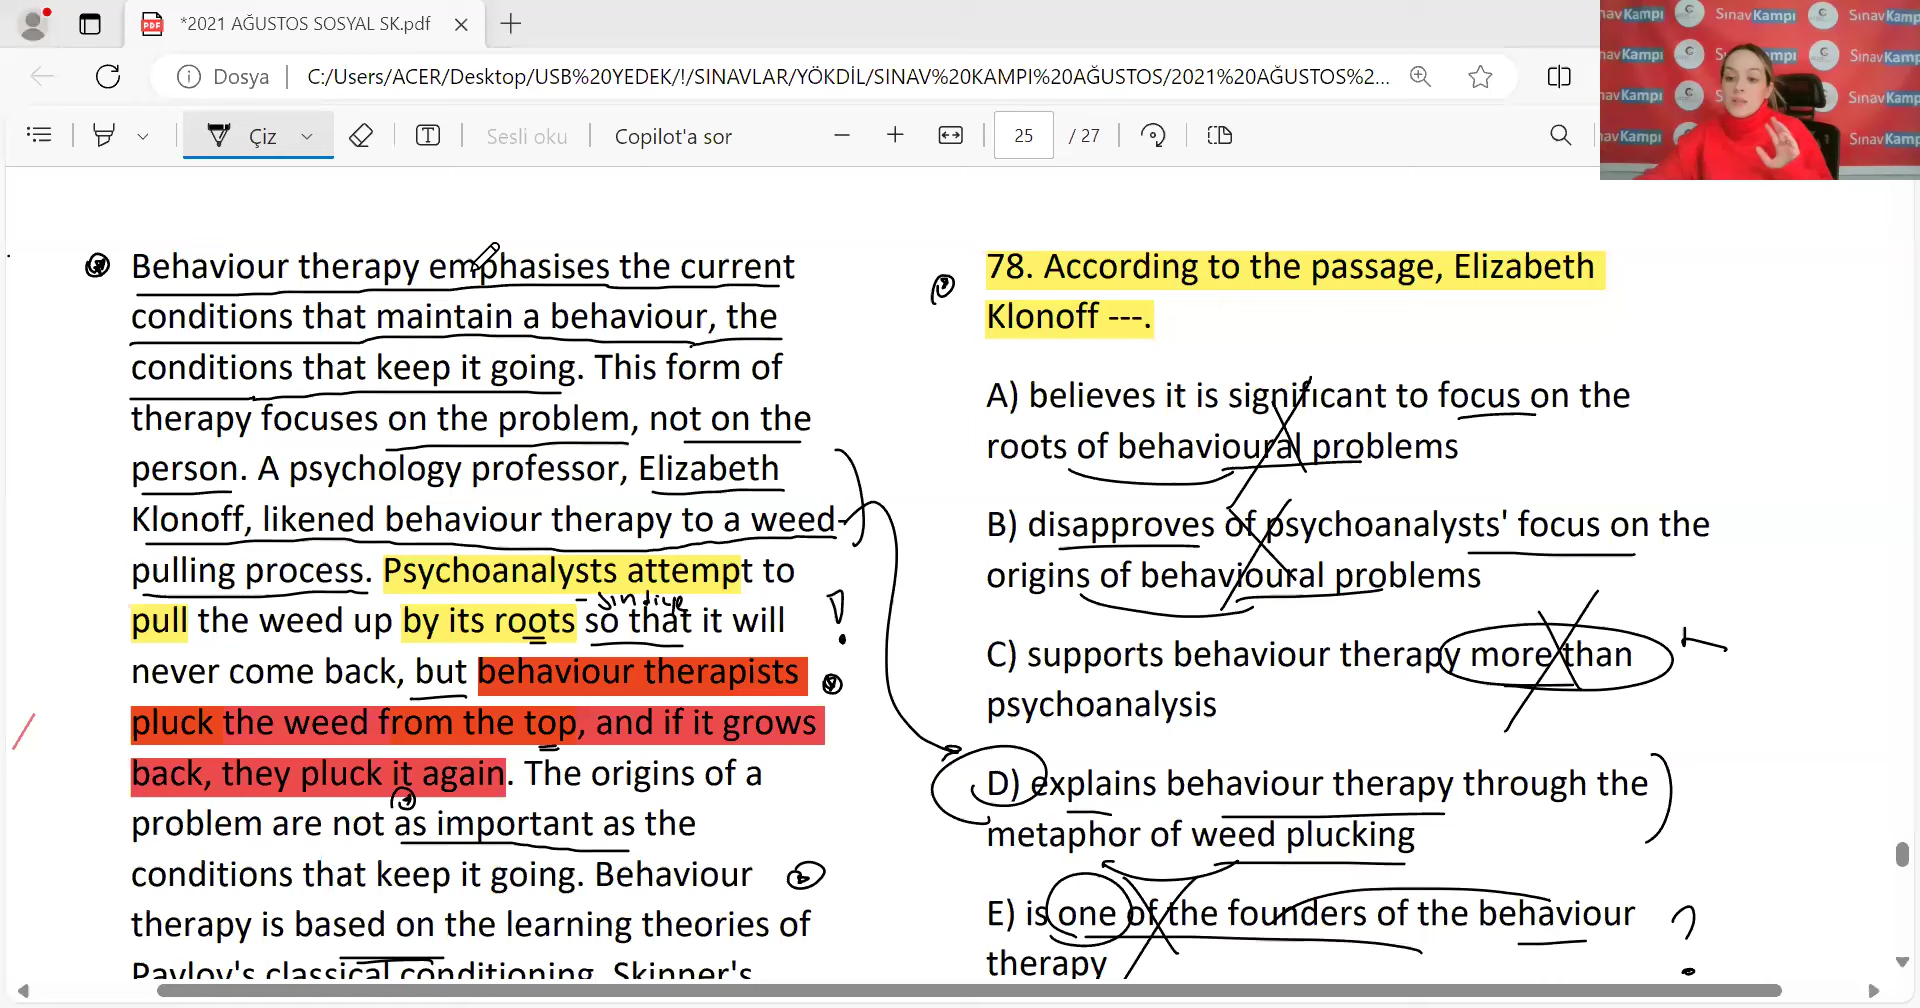 *2021 AĞUSTOS SOSYAL SK.pdf
Dosya
C:/Users/ACER/Desktop/USB%20YEDEK/!/SINAVLAR/YÖKDİL/SINAV%20KAMPI%20AĞUSTOS/2021%20AĞUSTOS%2...
Çiz
Sesli oku
Copilot'a sor
25
/ 27
SınavKampı
Behaviour therapy emphasises the current
conditions that maintain a behaviour, the
conditions that keep it going. This form of
therapy focuses on the problem, not on the
person. A psychology professor, Elizabeth
Klonoff, likened behaviour therapy to a weed-
pulling process. Psychoanalysts attempt to
pull the weed up by its roots so that it will
never come back, but behaviour therapists
pluck the weed from the top, and if it grows
back, they pluck it again. The origins of a
problem are not as important as the
conditions that keep it going. Behaviour
therapy is based on the learning theories of
Pavlov's classical conditioning, Skinner's
78. According to the passage, Elizabeth
Klonoff ---.
A) believes it is significant to focus on the
roots of behavioural problems
B) disapproves of psychoanalysts' focus on the
origins of behavioural problems
C) supports behaviour therapy more than
psychoanalysis
D) explains behaviour therapy through the
metaphor of weed plucking
E) is one of the founders of the behaviour
therapy